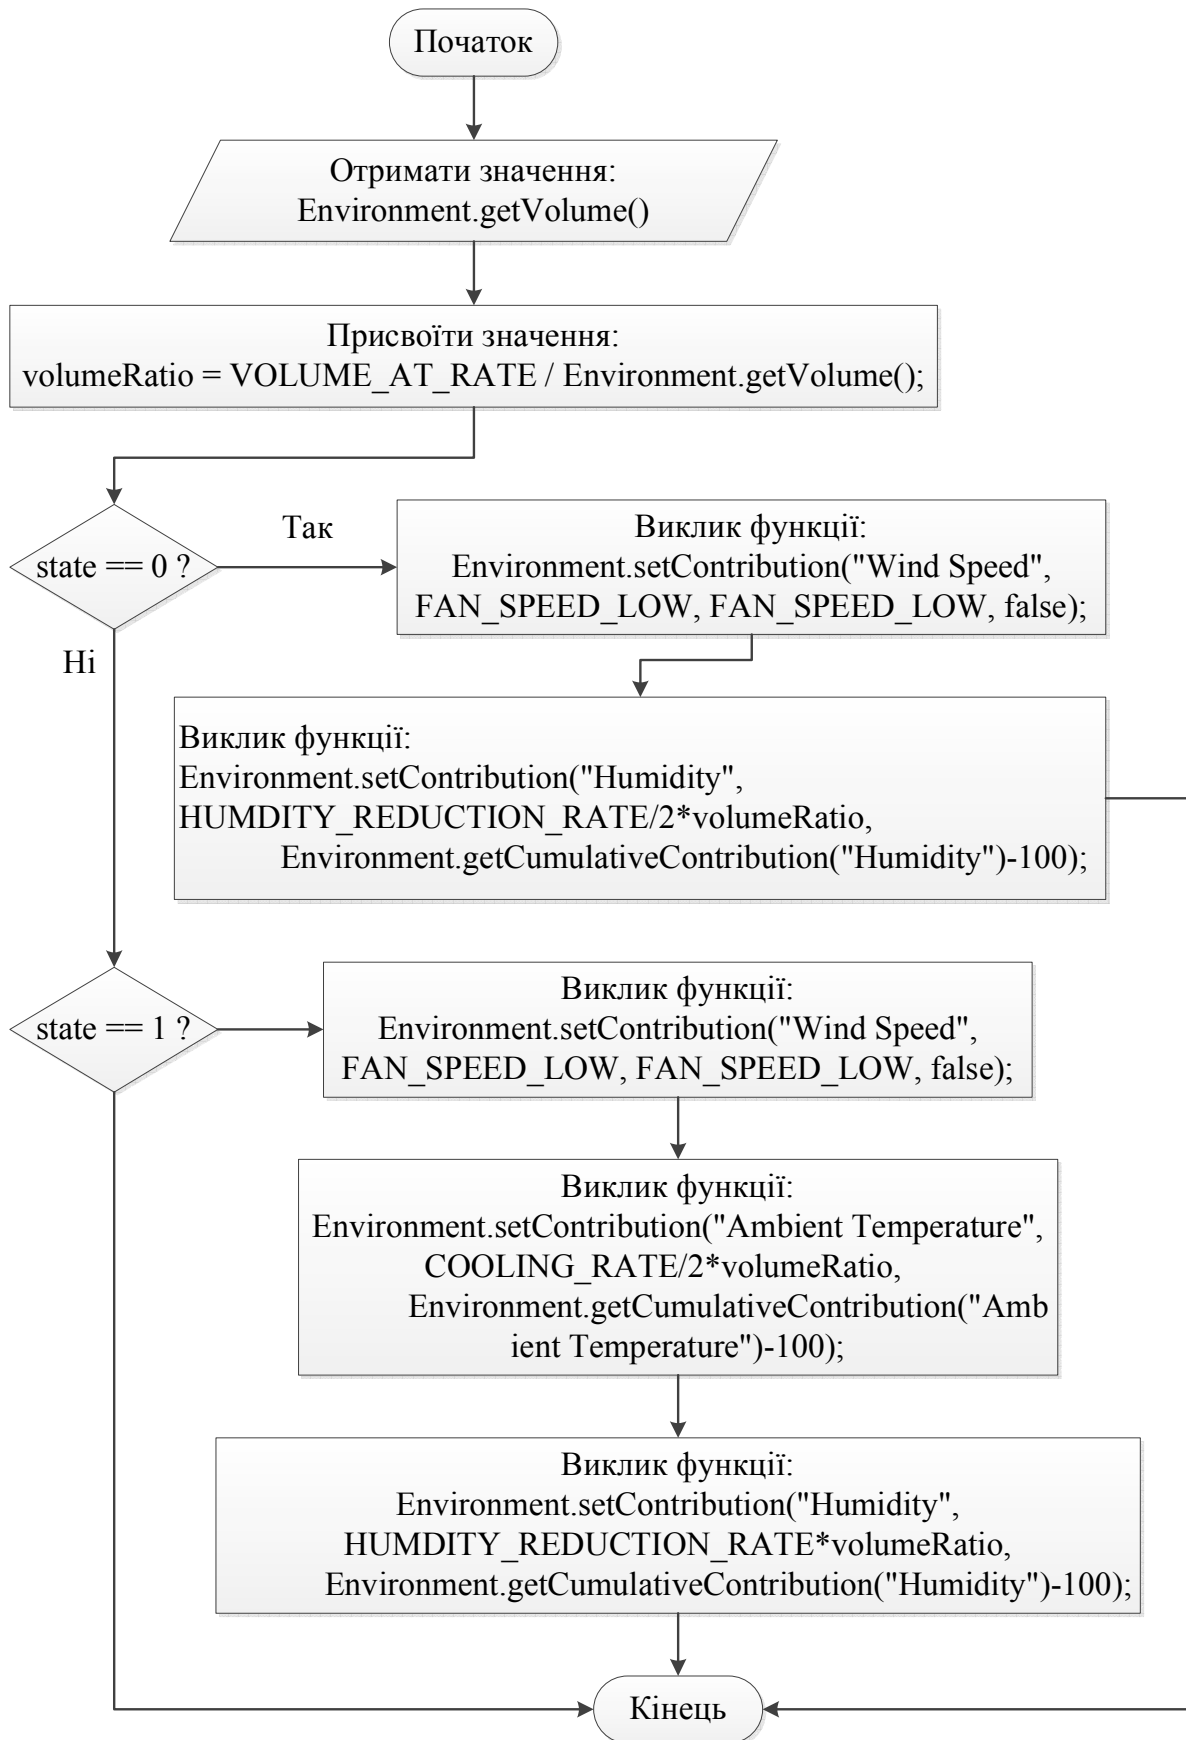 Початок
Отримати значення:
Environment.getVolume()
Присвоїти значення:
volumeRatio = VOLUME_AT_RATE / Environment.getVolume();
state == 0 ?
Так
Виклик функції:
Environment.setContribution("Wind Speed",
FAN_SPEED_LOW, FAN_SPEED_LOW, false);
Ні
Виклик функції:
Environment.setContribution("Humidity",
HUMDITY_REDUCTION_RATE/2*volumeRatio,
Environment.getCumulativeContribution("Humidity")-100);
state == 1 ?
Виклик функції:
Environment.setContribution("Wind Speed",
FAN_SPEED_LOW, FAN_SPEED_LOW, false);
Виклик функції:
Environment.setContribution("Ambient Temperature",
COOLING_RATE/2*volumeRatio,
Environment.getCumulativeContribution("Amb
ient Temperature")-100);
Виклик функції:
Environment.setContribution("Humidity",
HUMDITY_REDUCTION_RATE*volumeRatio,
Environment.getCumulativeContribution("Humidity")-100);
Кінець